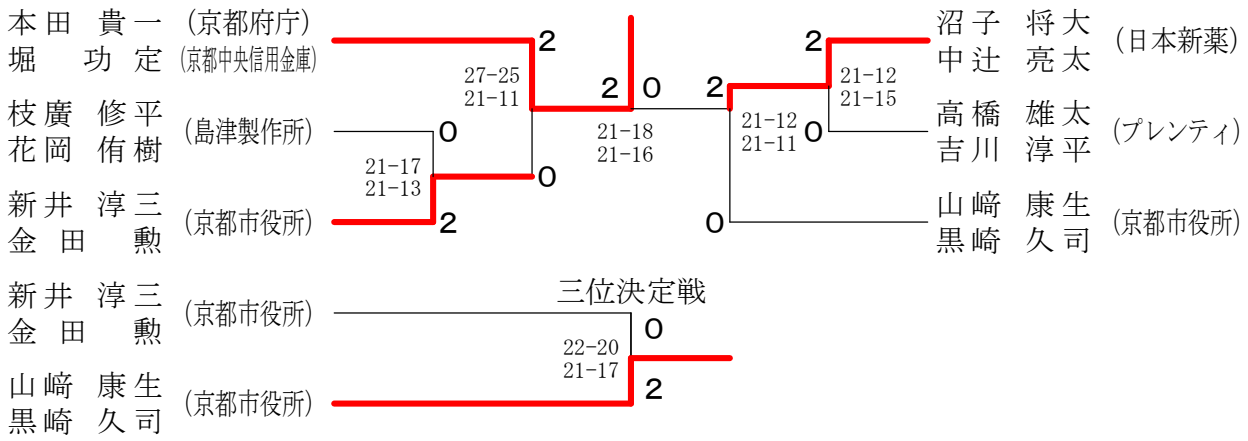 本田 貴一 (京都府庁)
堀 功定 (京都中央信用金庫)
2
27-25
21-11
枝廣 修平
花岡 侑樹
(島津製作所)
0
21-17
21-13
0
新井 淳三
金田 勲
(京都市役所)
2
2 0
21-18
21-16
沼子 将大
中辻 亮太
(日本新薬)
2
21-12
21-15
2
21-12
21-11
0
高橋 雄太
吉川 淳平
(プレンティ)
山﨑 康生
黒崎 久司
(京都市役所)
0
三位決定戦
新井 淳三
金田 勲
(京都市役所)
0
22-20
21-17
山﨑 康生
黒崎 久司
(京都市役所)
2